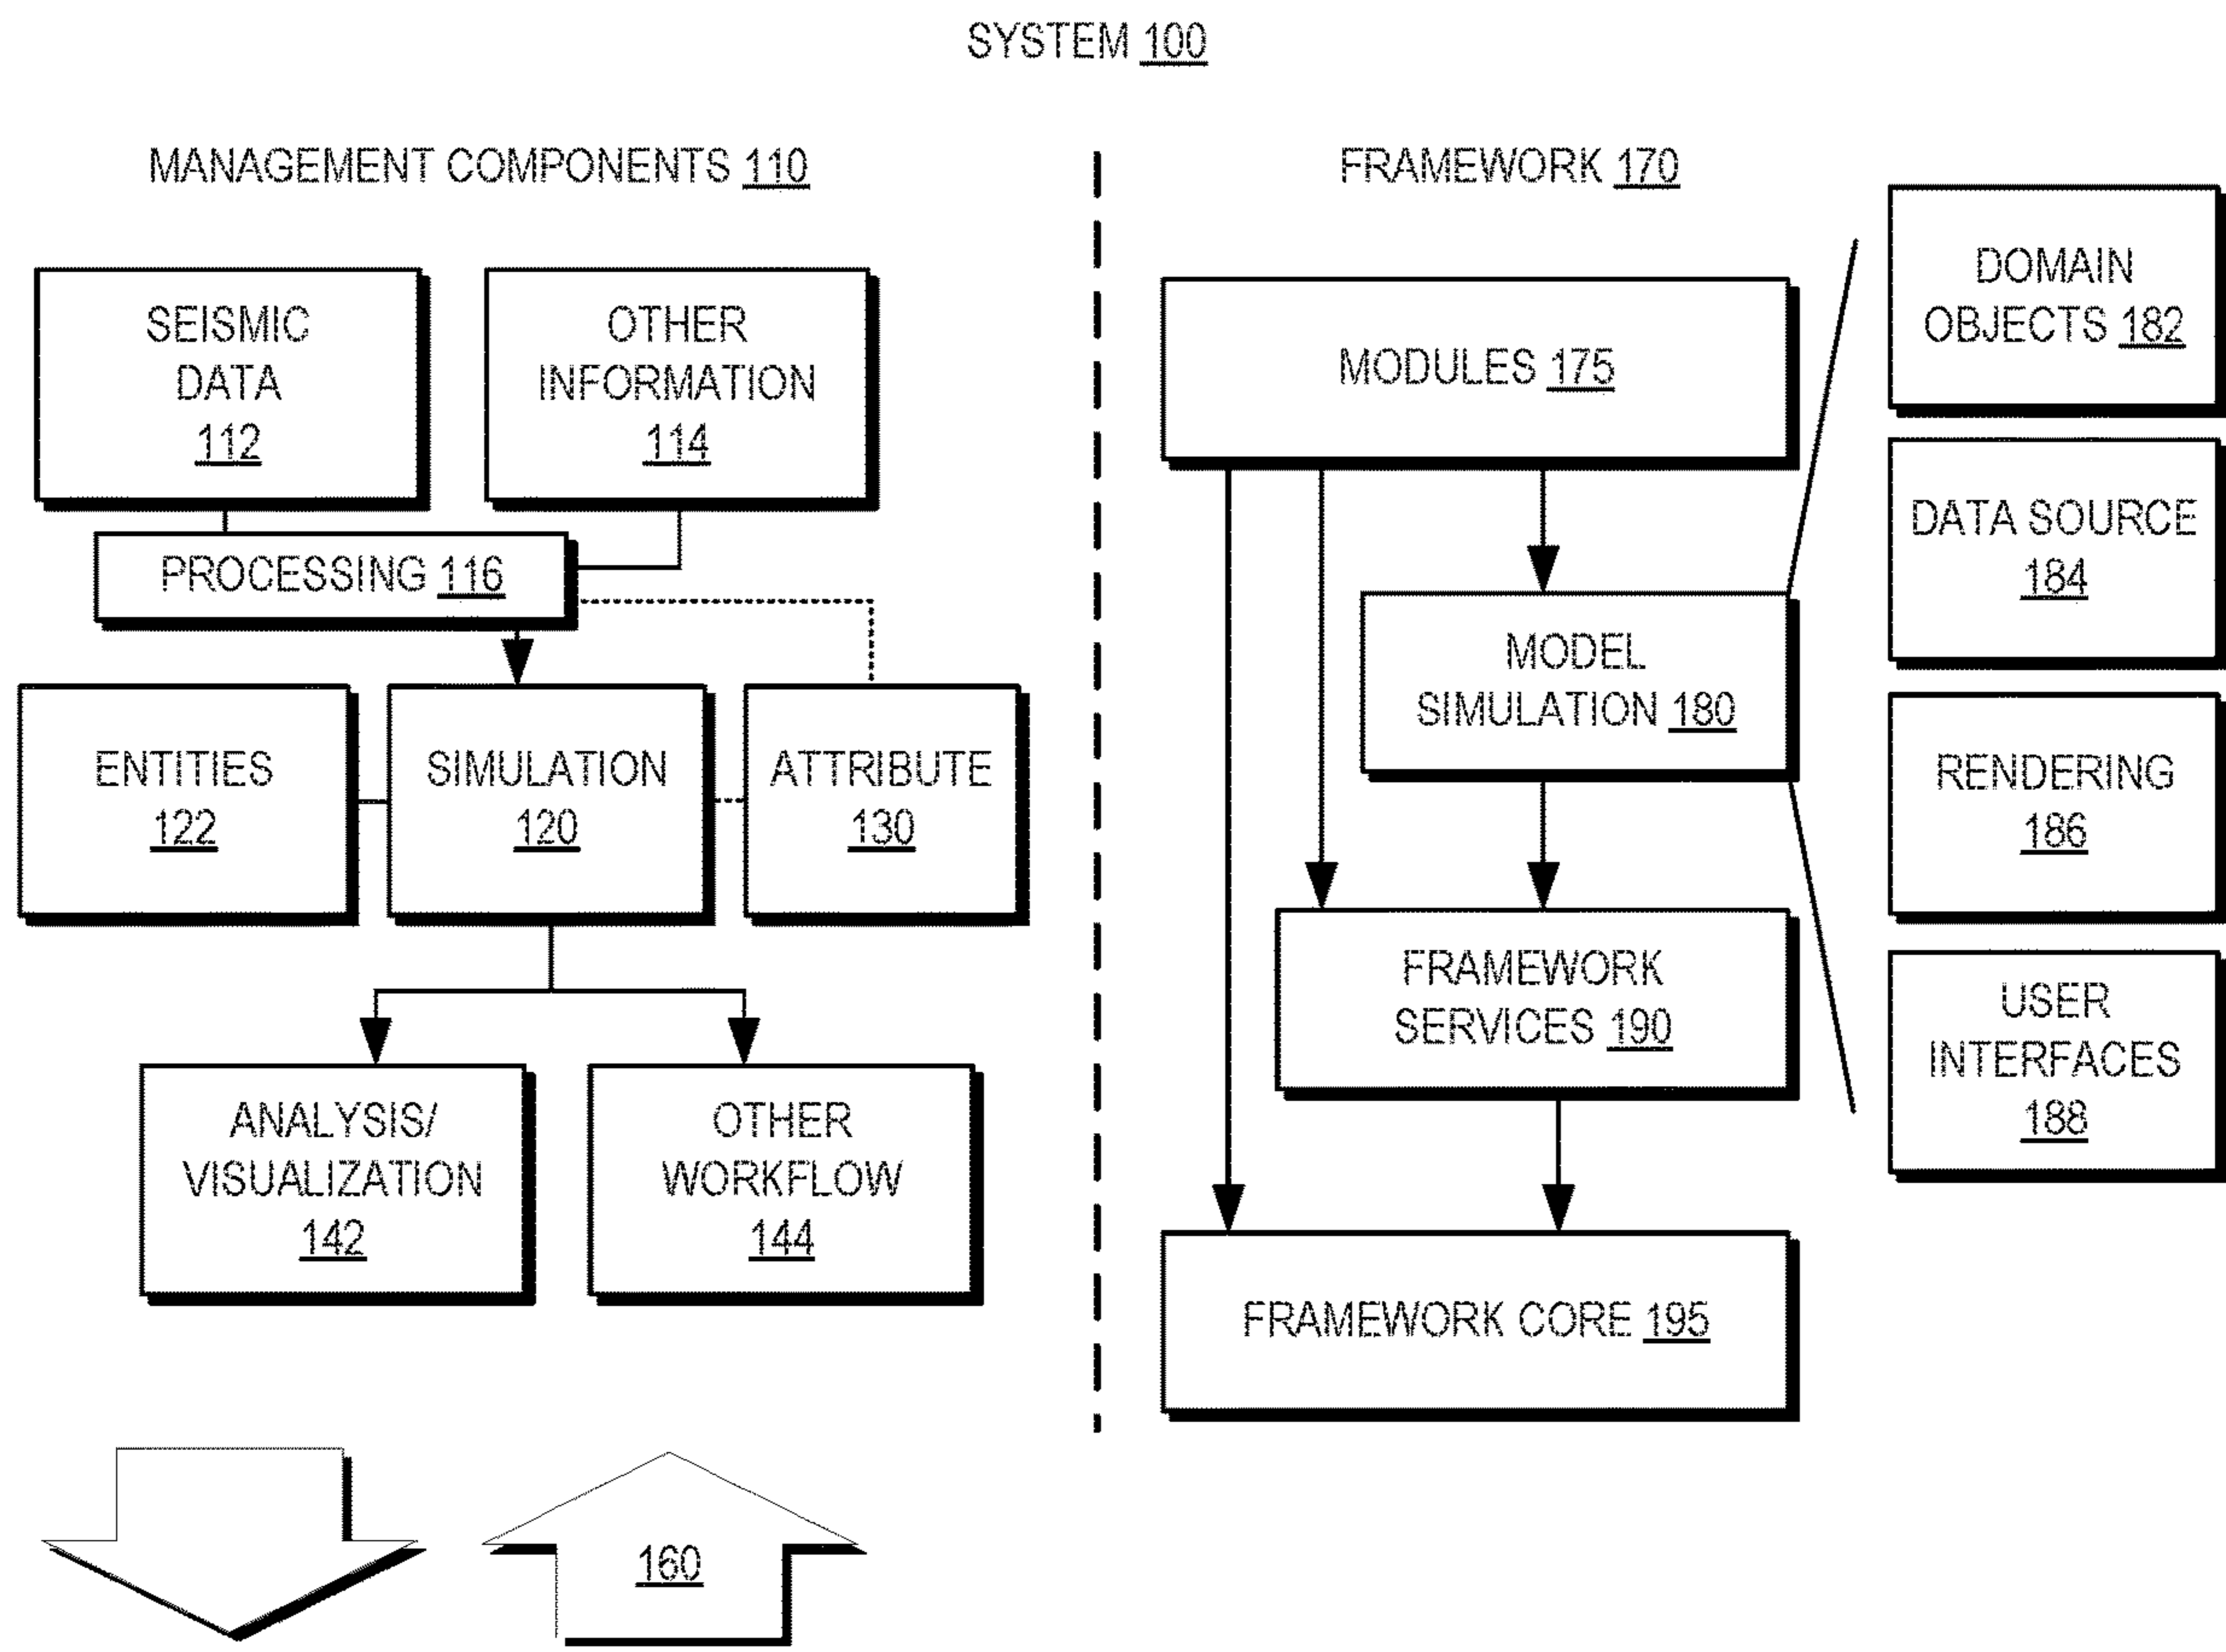 SYSTEM 100
MANAGEMENT COMPONENTS 110
SEISMIC
DATA
112
OTHER
INFORMATION
114
PROCESSING 116
ENTITIES
122
SIMULATION
120
ATTRIBUTE
130
ANALYSIS/
VISUALIZATION
142
OTHER
WORKFLOW
144
160
FRAMEWORK 170
MODULES 175
MODEL
SIMULATION 180
FRAMEWORK
SERVICES 190
FRAMEWORK CORE 195
DOMAIN
OBJECTS 182
DATA SOURCE
184
RENDERING
186
USER
INTERFACES
188